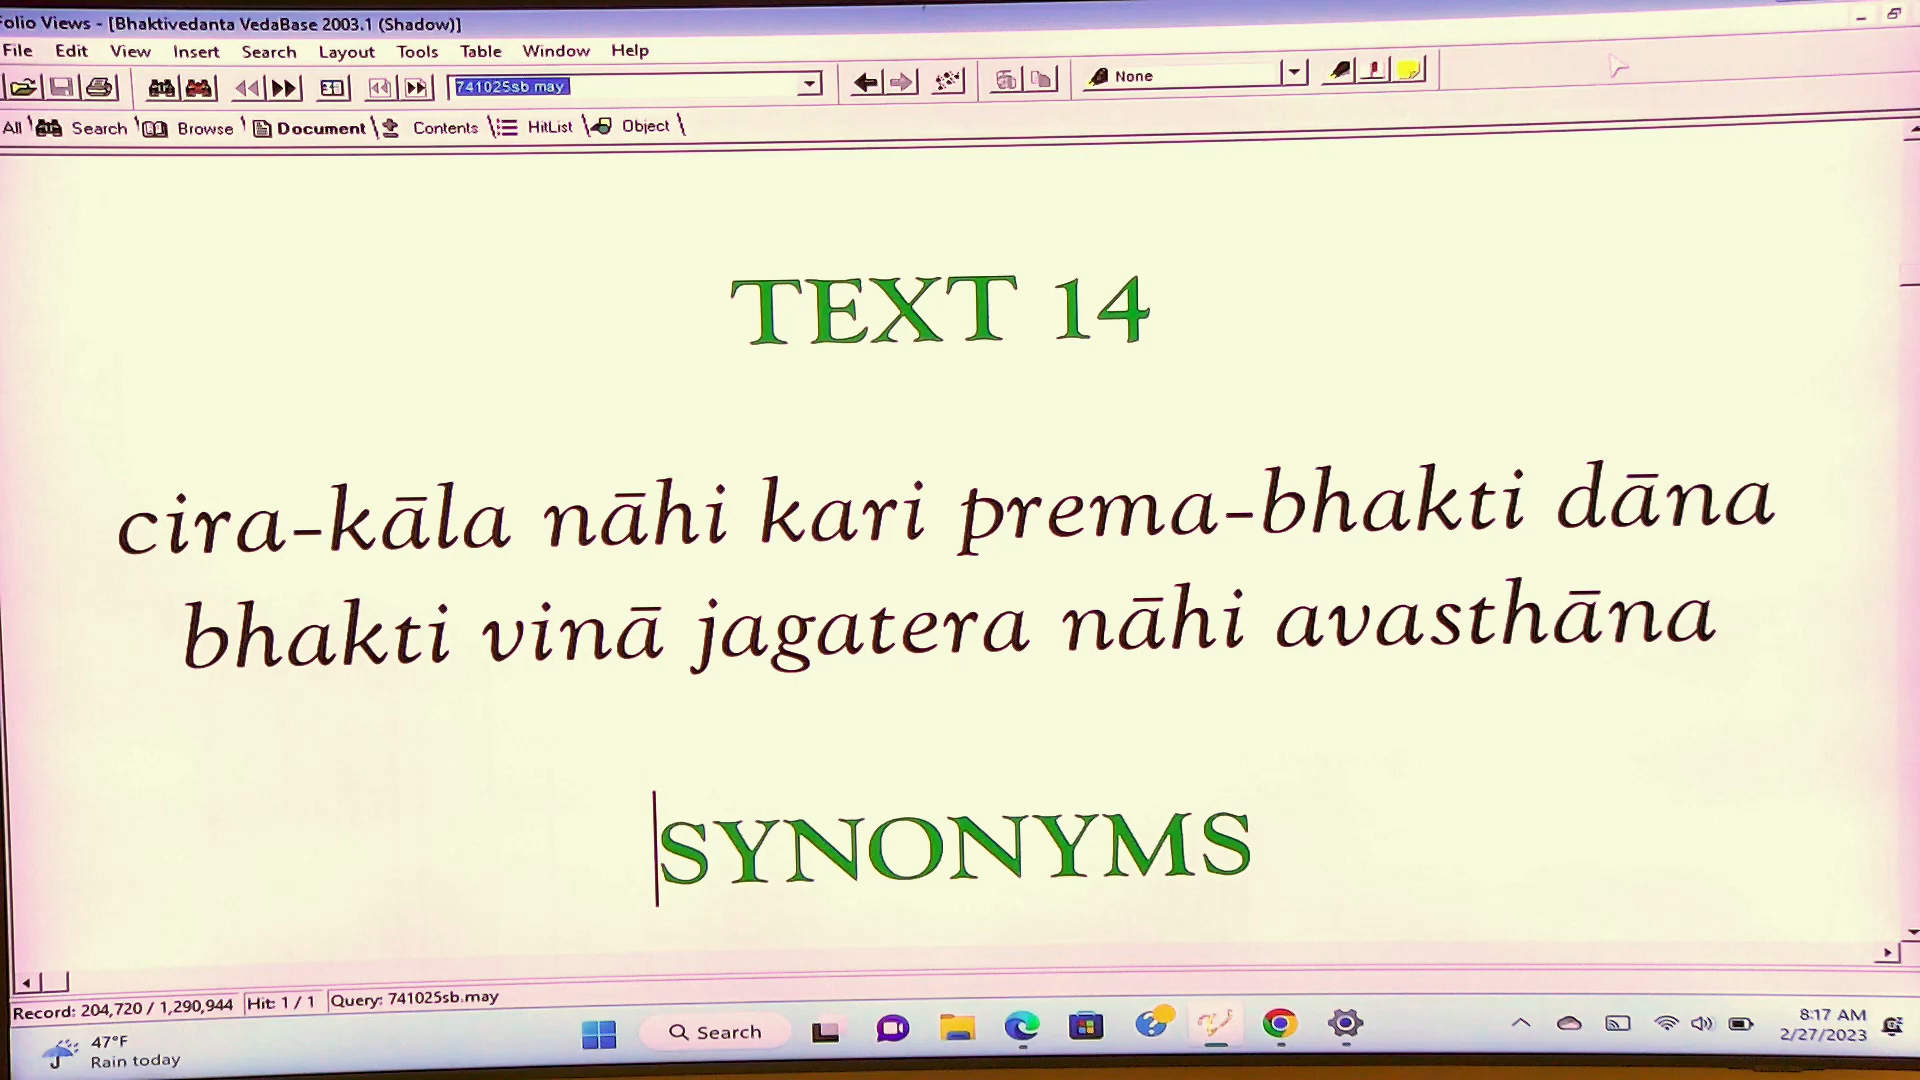 Folio Views - [Bhaktivedanta VedaBase 2003.1 (Shadow)]
File Edit View Insert Search Layout Tools Table Window Help
741025sb may
None
All Search Browse Document Contents HitList Object
TEXT 14
cira-kāla nāhi kari prema-bhakti dāna
bhakti vinā jagatera nāhi avasthāna
SYNONYMS
Record: 204,720 / 1,290,944 Hit: 1 / 1 Query: 741025sb.may
47°F
Rain today
Search
8:17 AM
2/27/2023